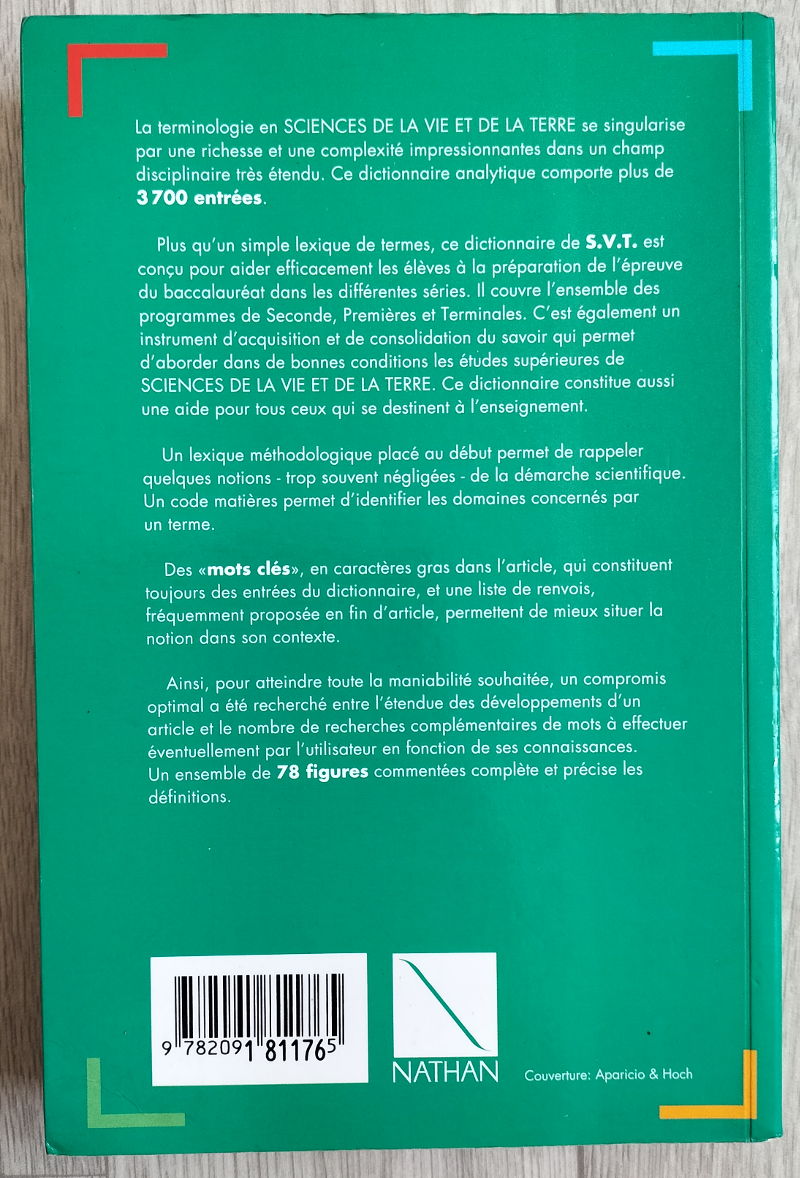 La terminologie en SCIENCES DE LA VIE ET DE LA TERRE se singularise
par une richesse et une complexité impressionnantes dans un champ
disciplinaire très étendu. Ce dictionnaire analytique comporte plus de
3 700 entrées.
Plus qu'un simple lexique de termes, ce dictionnaire de S.V.T. est
conçu pour aider efficacement les élèves à la préparation de l'épreuve
du baccalauréat dans les différentes séries. Il couvre l'ensemble des
programmes de Seconde, Premières et Terminales. C'est également un
instrument d'acquisition et de consolidation du savoir qui permet
d'aborder dans de bonnes conditions les études supérieures de
SCIENCES DE LA VIE ET DE LA TERRE. Ce dictionnaire constitue aussi
une aide pour tous ceux qui se destinent à l'enseignement.
Un lexique méthodologique placé au début permet de rappeler
quelques notions - trop souvent négligées - de la démarche scientifique.
Un code matières permet d'identifier les domaines concernés par
un terme.
Des «mots clés», en caractères gras dans l'article, qui constituent
toujours des entrées du dictionnaire, et une liste de renvois,
fréquemment proposée en fin d'article, permettent de mieux situer la
notion dans son contexte.
Ainsi, pour atteindre toute la maniabilité souhaitée, un compromis
optimal a été recherché entre l'étendue des développements d'un
article et le nombre de recherches complémentaires de mots à effectuer
éventuellement par l'utilisateur en fonction de ses connaissances.
Un ensemble de 78 figures commentées complète et précise les
définitions.
9 782091 811765
NATHAN
Couverture: Aparicio & Hoch